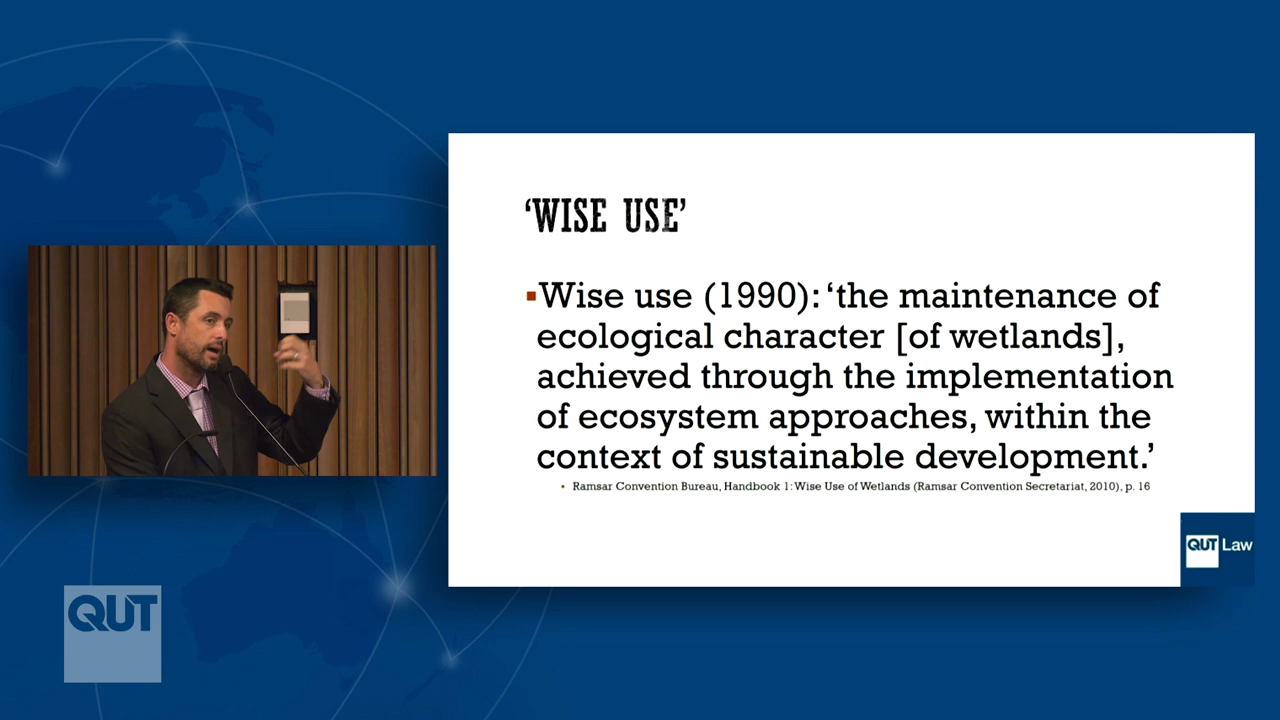 ‘WISE USE’
Wise use (1990): ‘the maintenance of
ecological character [of wetlands],
achieved through the implementation
of ecosystem approaches, within the
context of sustainable development.’
Ramsar Convention Bureau, Handbook 1: Wise Use of Wetlands (Ramsar Convention Secretariat, 2010), p. 16
QUT Law
QUT